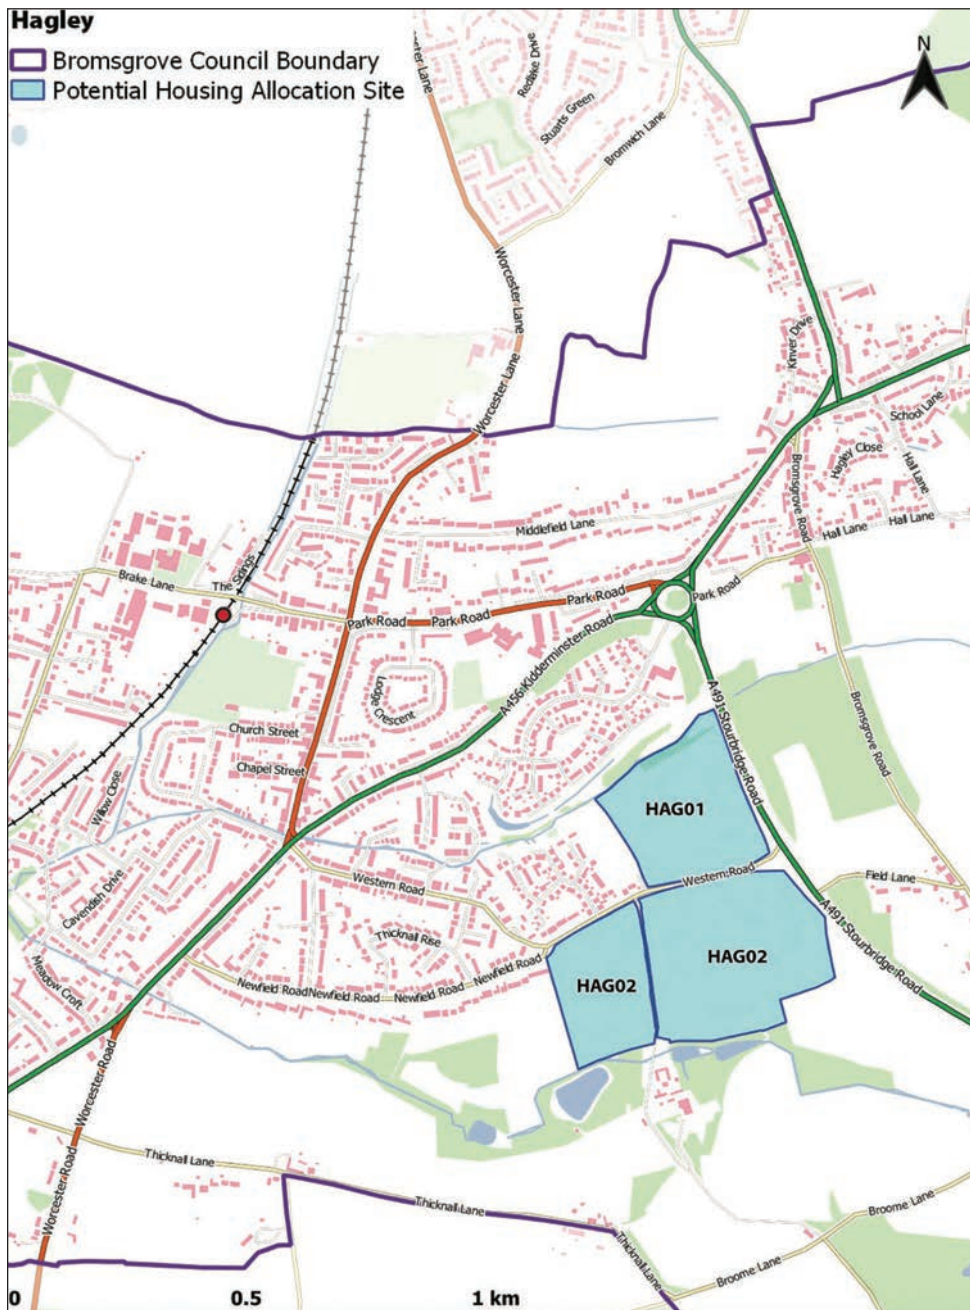 Hagley
Bromsgrove Council Boundary
Potential Housing Allocation Site
N
cester Lane
Redlake Drive
Stuarts Green
Bromwich Lane
Worcester Lane
Worcester Lane
Worcester Lane
Kinver Drive
School Lane
Hagley Close
Hall Lane
Bromsgrove Road
Hall Lane
Hall Lane
Middlefield Lane
Brake Lane
The Sidings
Park Road
Park Road
Park Road
Park Road
A456 Kidderminster Road
Lodge Crescent
A491 Stourbridge Road
Bromsgrove Road
Church Street
Chapel Street
Willow Close
HAG01
Western Road
Field Lane
Western Road
Cavendish Drive
Thicknall Rise
A491 Stourbridge Road
HAG02
HAG02
Meadow Croft
Newfield Road
Newfield Road
Newfield Road
Newfield Road
Worcester Road
Worcester Road
Thicknall Lane
Thicknall Lane
Thicknall Lane
Broome Lane
Broome Lane
0 0.5 1 km